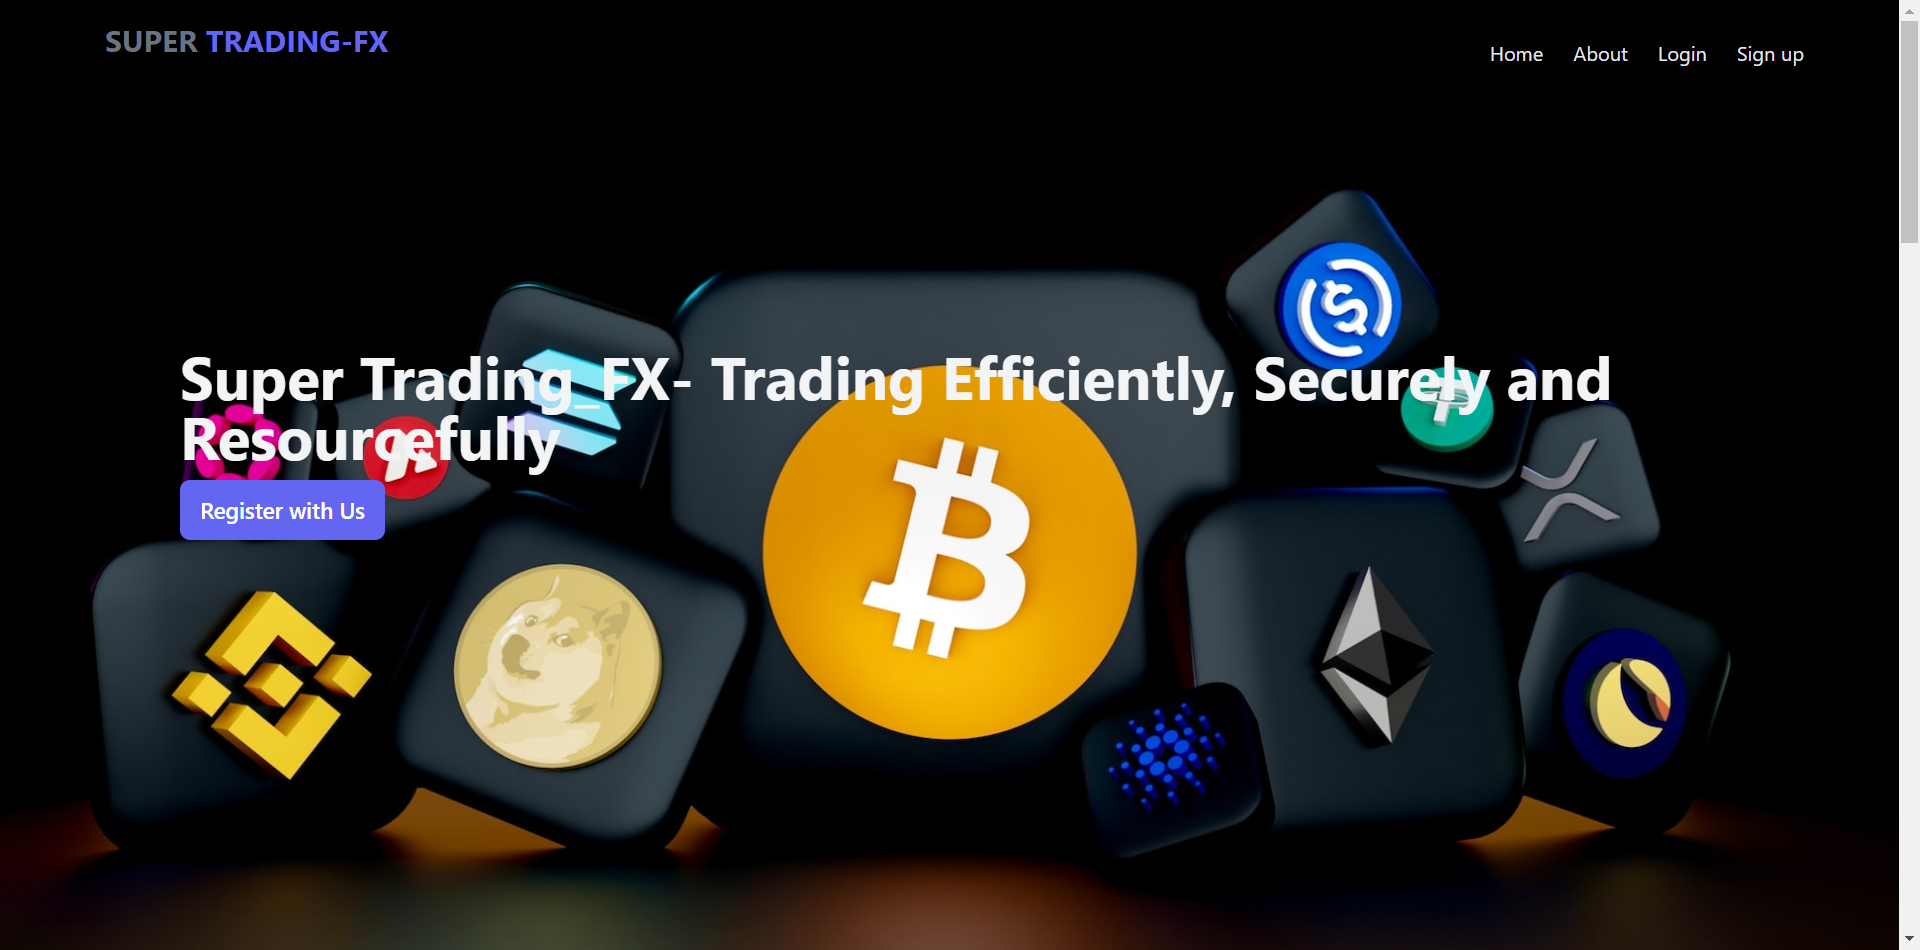 SUPER TRADING-FX
Home About Login Sign up
Super Trading_FX- Trading Efficiently, Securely and
Resourcefully
Register with Us